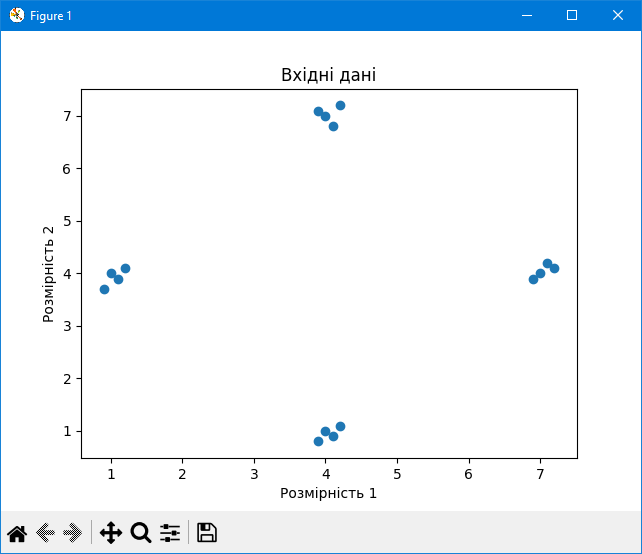 Figure 1
Вхідні дані
7
6
5
4
3
2
1
Розмірність 2
1 2 3 4 5 6 7
Розмірність 1